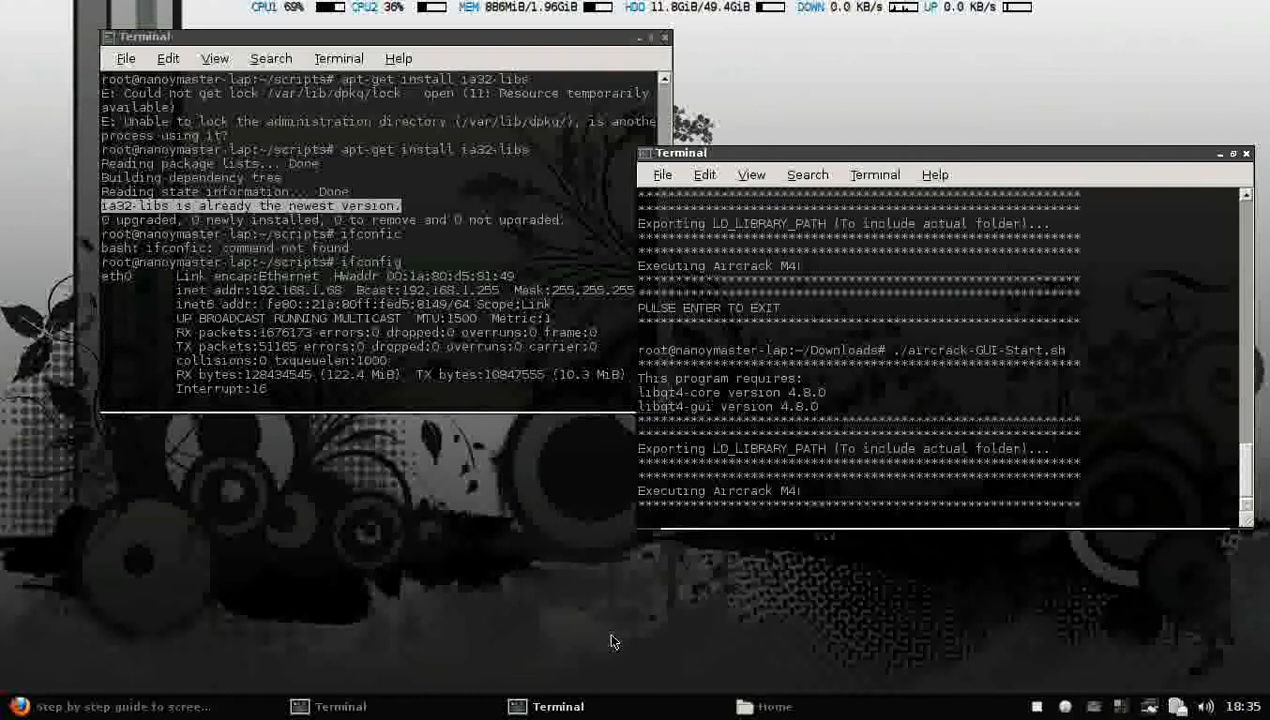 CPU1 69% CPU2 36% MEM 886MiB/1.96GiB HDD 11.8GiB/49.4GiB DOWN 0.0 KB/s UP 0.0 KB/s
Terminal
File Edit View Search Terminal Help
root@nanoymaster-lap:~/scripts# apt-get install ia32-libs
E: Could not get lock /var/lib/dpkg/lock open (11: Resource temporarily
available)
E: Unable to lock the administration directory (/var/lib/dpkg/), is anothe
process using it?
root@nanoymaster-lap:~/scripts# apt-get install ia32-libs
Reading package lists... Done
Building dependency tree
Reading state information... Done
ia32-libs is already the newest version.
0 upgraded, 0 newly installed, 0 to remove and 0 not upgraded.
root@nanoymaster-lap:~/scripts# ifconfic
bash: ifconfic: command not found
root@nanoymaster-lap:~/scripts# ifconfig
eth0 Link encap:Ethernet HWaddr 00:1a:80:d5:81:49
inet addr:192.168.1.68 Bcast:192.168.1.255 Mask:255.255.255
inet6 addr: fe80::21a:80ff:fed5:8149/64 Scope:Link
UP BROADCAST RUNNING MULTICAST MTU:1500 Metric:1
RX packets:1676173 errors:0 dropped:0 overruns:0 frame:0
TX packets:51165 errors:0 dropped:0 overruns:0 carrier:0
collisions:0 txqueuelen:1000
RX bytes:128434545 (122.4 MiB) TX bytes:10847555 (10.3 MiB)
Interrupt:16
Terminal
File Edit View Search Terminal Help
***********************************************************
***********************************************************
Exporting LD_LIBRARY_PATH (To include actual folder)...
***********************************************************
***********************************************************
Executing Aircrack M4!
***********************************************************
***********************************************************
PULSE ENTER TO EXIT
***********************************************************
root@nanoymaster-lap:~/Downloads# ./aircrack-GUI-Start.sh
***********************************************************
This program requires:
libqt4-core version 4.8.0
libqt4-gui version 4.8.0
***********************************************************
***********************************************************
Exporting LD_LIBRARY_PATH (To include actual folder)...
***********************************************************
***********************************************************
Executing Aircrack M4!
***********************************************************
Step by step guide to scree... Terminal Terminal Home 18:35